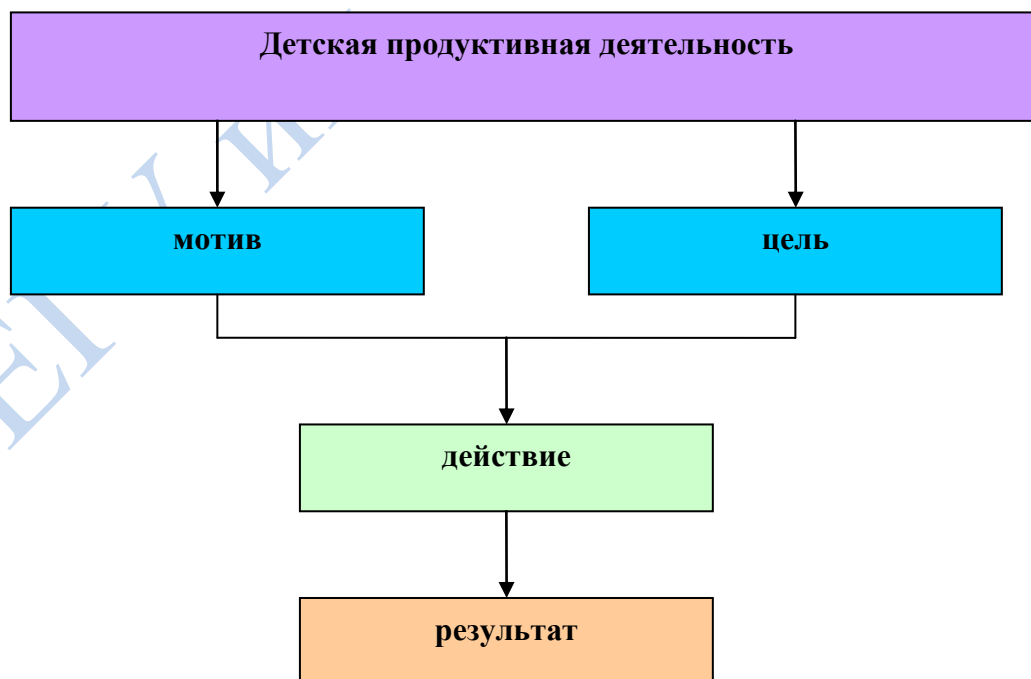 Детская продуктивная деятельность
мотив
цель
действие
результат